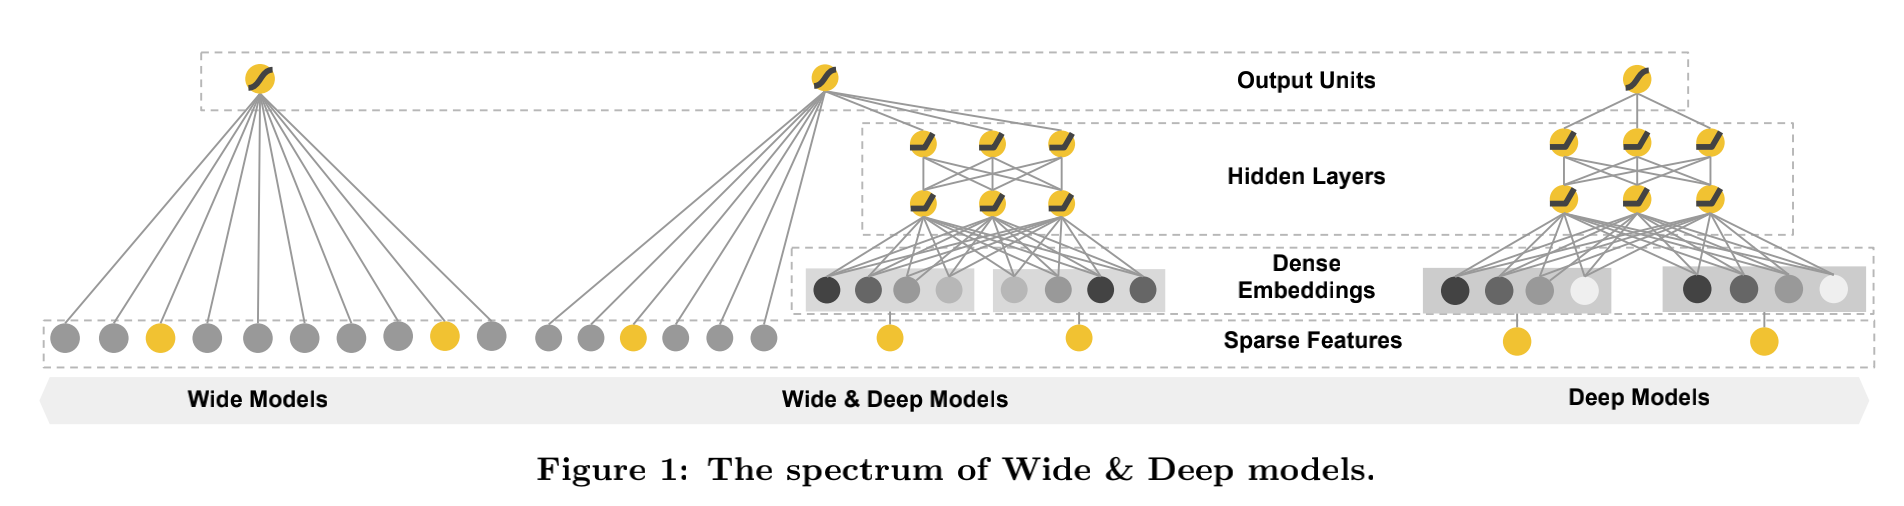 Output Units
Hidden Layers
Dense
Embeddings
Sparse Features
Wide Models
Wide & Deep Models
Deep Models
Figure 1: The spectrum of Wide & Deep models.